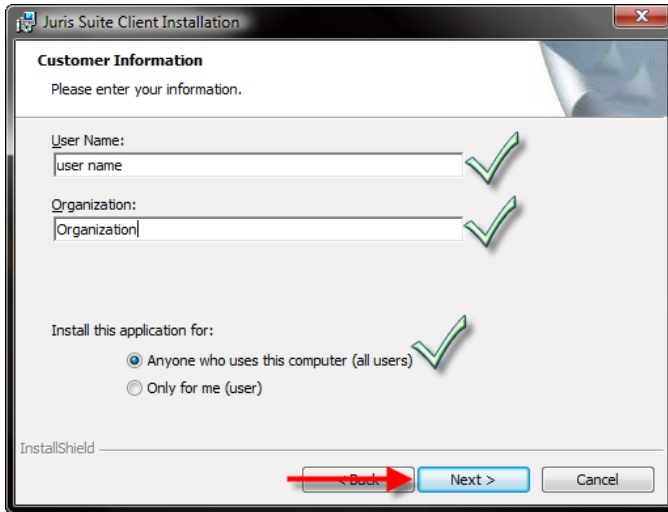 Juris Suite Client Installation
Customer Information
Please enter your information.
User Name:
user name
Organization:
Organization
Install this application for:
Anyone who uses this computer (all users)
Only for me (user)
InstallShield
< Back
Next >
Cancel